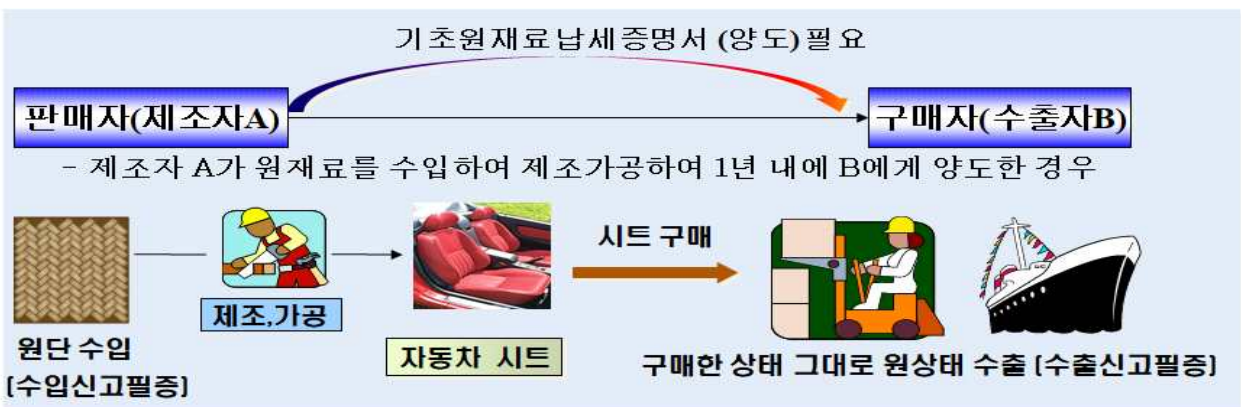 기초원재료납세증명서 (양도)필요
판매자(제조자A)
구매자(수출자B)
- 제조자 A가 원재료를 수입하여 제조가공하여 1년 내에 B에게 양도한 경우
시트 구매
제조,가공
원단 수입
(수입신고필증)
자동차 시트
구매한 상태 그대로 원상태 수출 (수출신고필증)